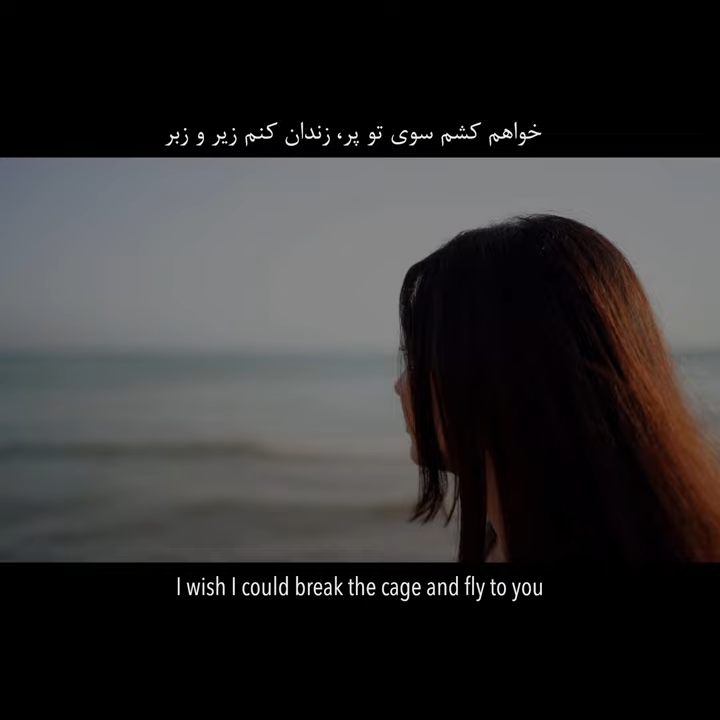 خواهم کشم سوی تو پر، زندان کنم زیر و زبر
I wish I could break the cage and fly to you